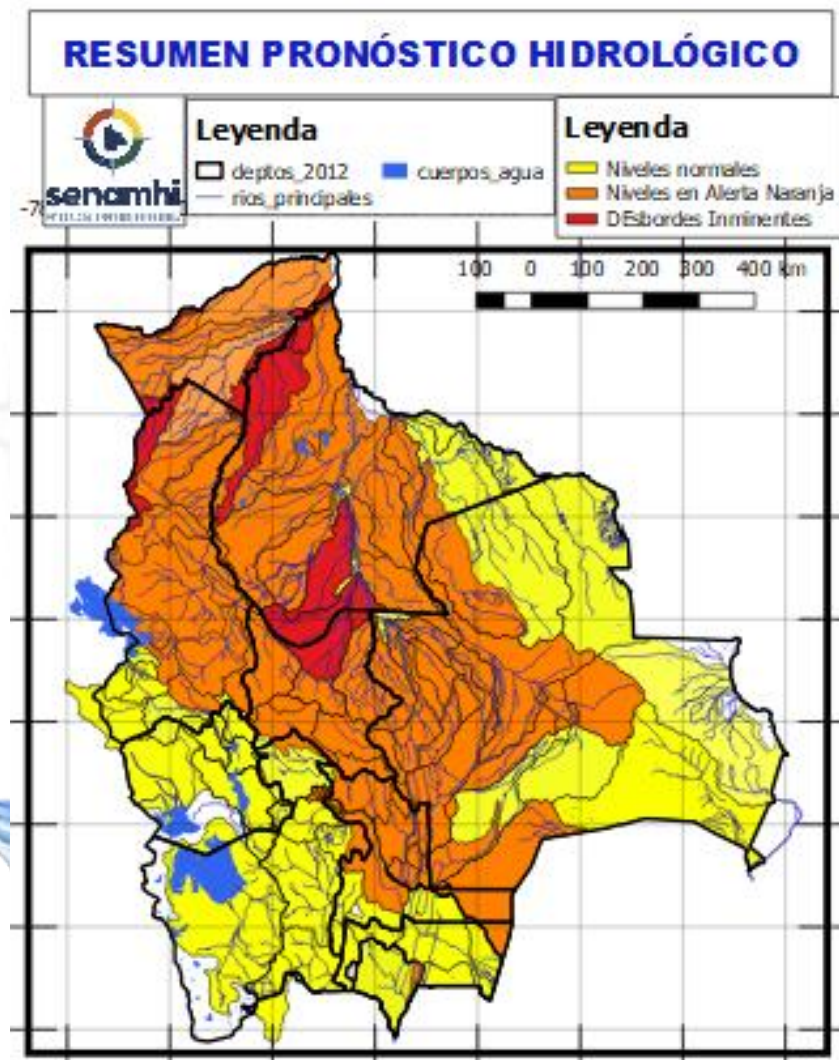 RESUMEN PRONÓSTICO HIDROLÓGICO
senamhi
Leyenda
deptos_2012
cuerpos_agua
rios_principales
Leyenda
Niveles normales
Niveles en Alerta Naranja
DEsbordes Inminentes
100 0 100 200 300 400 km